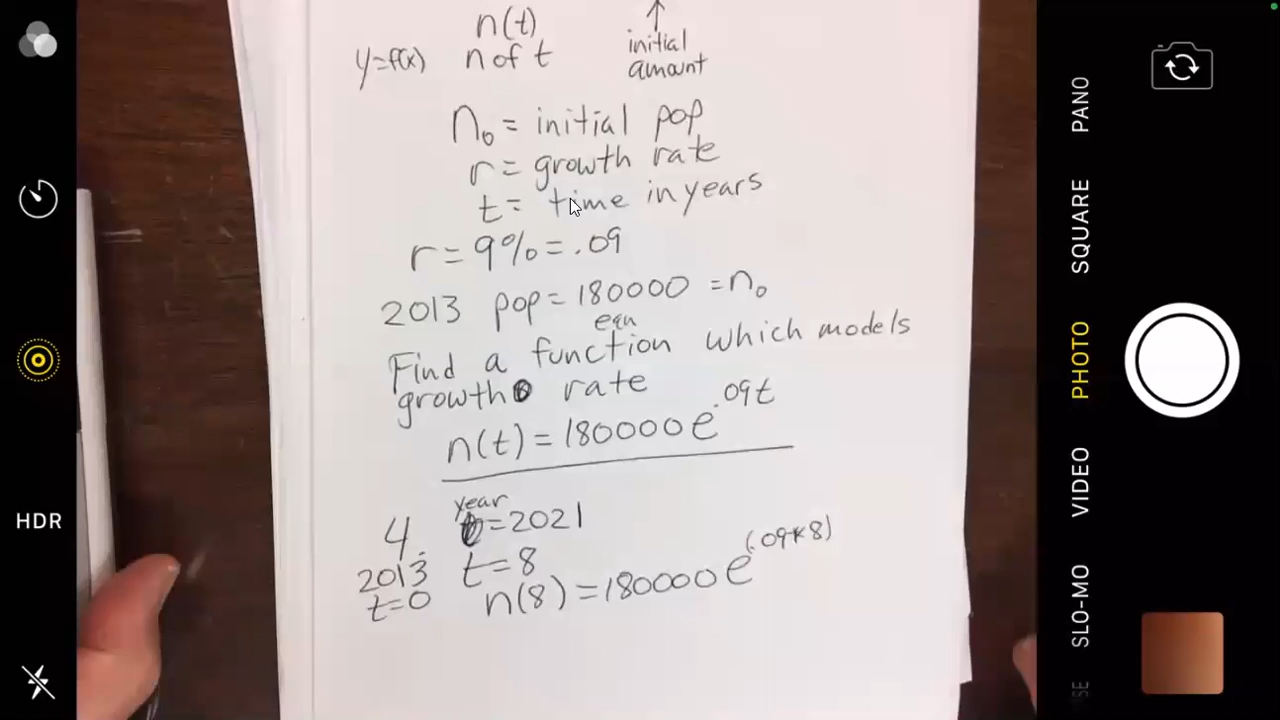 n(t)
y=f(x) n of t
initial
amount
n₀ = initial pop
r = growth rate
t = time in years
r = 9% = .09
2013 pop = 180000 = n₀
eqn
Find a function which models
growth rate
n(t) = 180000 e^.09t
year
4. = 2021
2013 t = 8
t=0 n(8) = 180000 e^(.09*8)
HDR
PANO
SQUARE
PHOTO
VIDEO
SLO-MO